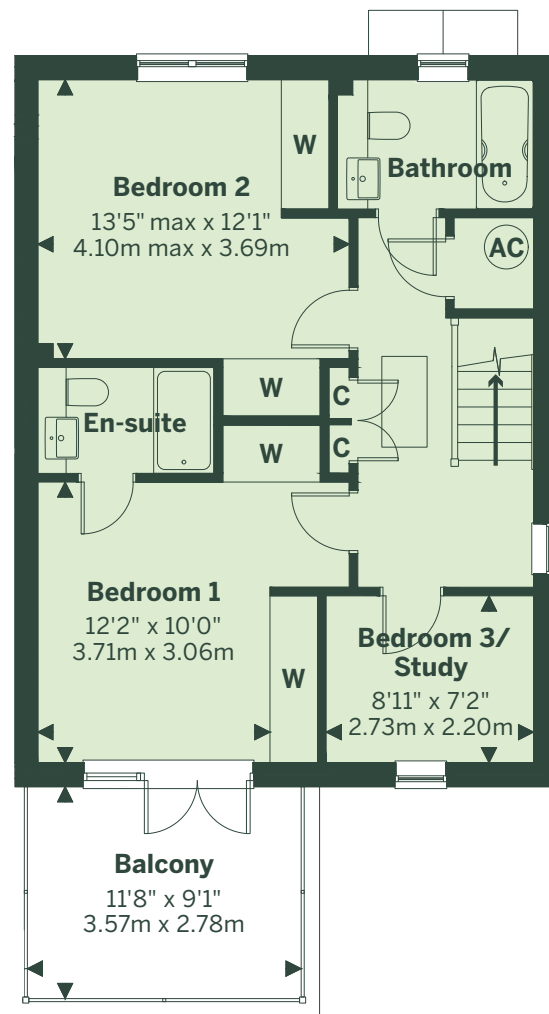 W
Bathroom
Bedroom 2
13'5" max x 12'1"
4.10m max x 3.69m
AC
W
C
En-suite
W
C
Bedroom 1
12'2" x 10'0"
3.71m x 3.06m
W
Bedroom 3/
Study
8'11" x 7'2"
2.73m x 2.20m
Balcony
11'8" x 9'1"
3.57m x 2.78m